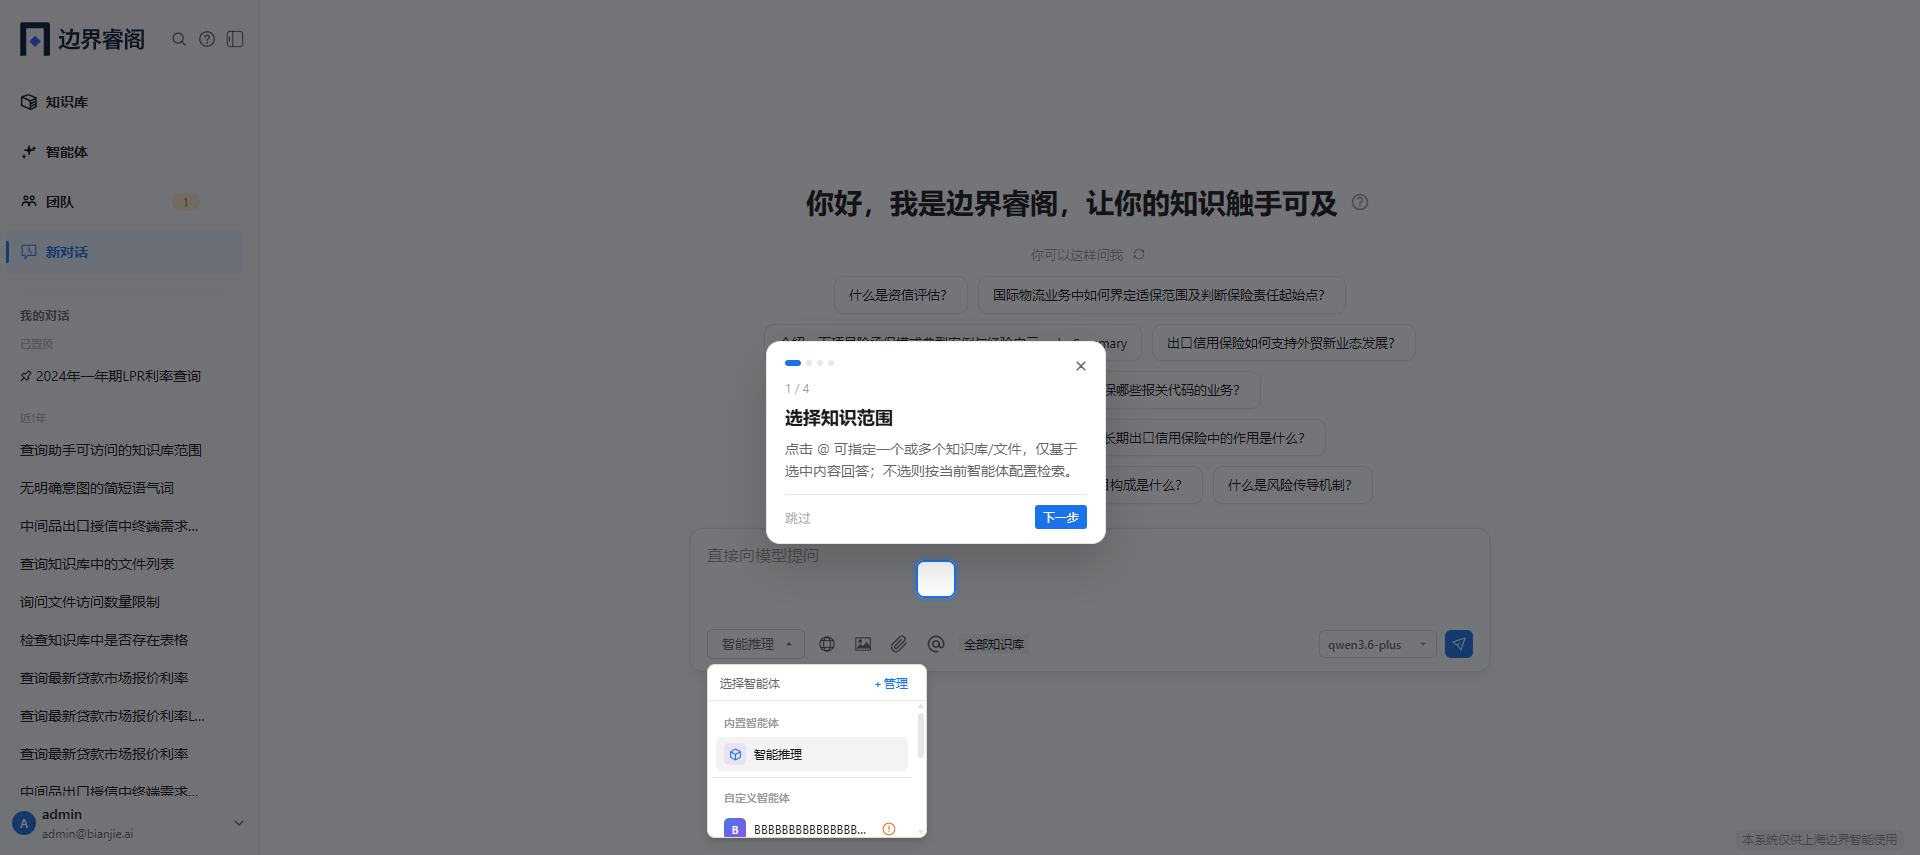 边界睿阁
知识库
智能体
团队
1
新对话
我的对话
已置顶
2024年一年期LPR利率查询
近1年
查询助手可访问的知识库范围
无明确意图的简短语气词
中间品出口授信中终端需求...
查询知识库中的文件列表
询问文件访问数量限制
检查知识库中是否存在表格
查询最新贷款市场报价利率
查询最新贷款市场报价利率L...
查询最新贷款市场报价利率
中间品出口授信中终端需求...
A
admin
admin@bianjie.ai
你好，我是边界睿阁，让你的知识触手可及
你可以这样问我
什么是资信评估？
国际物流业务中如何界定适保范围及判断保险责任起始点？
mary
出口信用保险如何支持外贸新业态发展？
保哪些报关代码的业务？
长期出口信用保险中的作用是什么？
构成是什么？
什么是风险传导机制？
1 / 4
选择知识范围
点击 @ 可指定一个或多个知识库/文件，仅基于
选中内容回答；不选则按当前智能体配置检索。
跳过
下一步
直接向模型提问
智能推理
全部知识库
qwen3.6-plus
选择智能体
+ 管理
内置智能体
智能推理
自定义智能体
B
BBBBBBBBBBBBBBBB...
本系统仅供上海边界智能使用